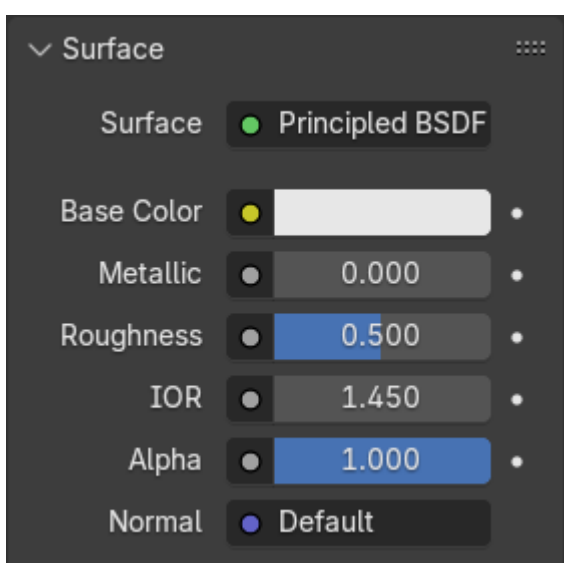 Surface
Surface Principled BSDF
Base Color
Metallic 0.000
Roughness 0.500
IOR 1.450
Alpha 1.000
Normal Default